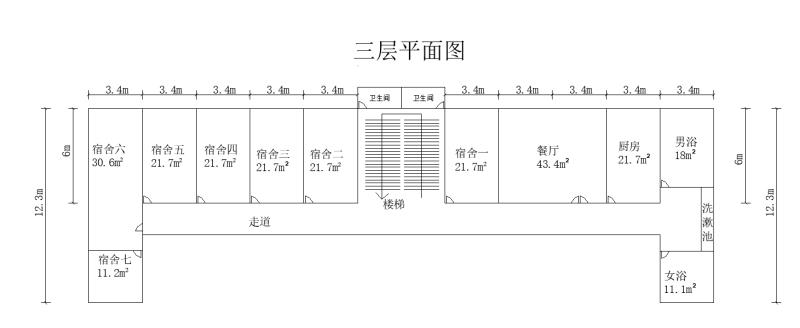 三层平面图
3.4m 3.4m 3.4m 3.4m 3.4m 3.4m 3.4m 3.4m 3.4m 3.4m
卫生间 卫生间
宿舍六
30.6m²
宿舍五
21.7m²
宿舍四
21.7m²
宿舍三
21.7m²
宿舍二
21.7m²
宿舍一
21.7m²
餐厅
43.4m²
厨房
21.7m²
男浴
18m²
6m
6m
12.3m
12.3m
楼梯
走道
洗漱池
宿舍七
11.2m²
女浴
11.1m²